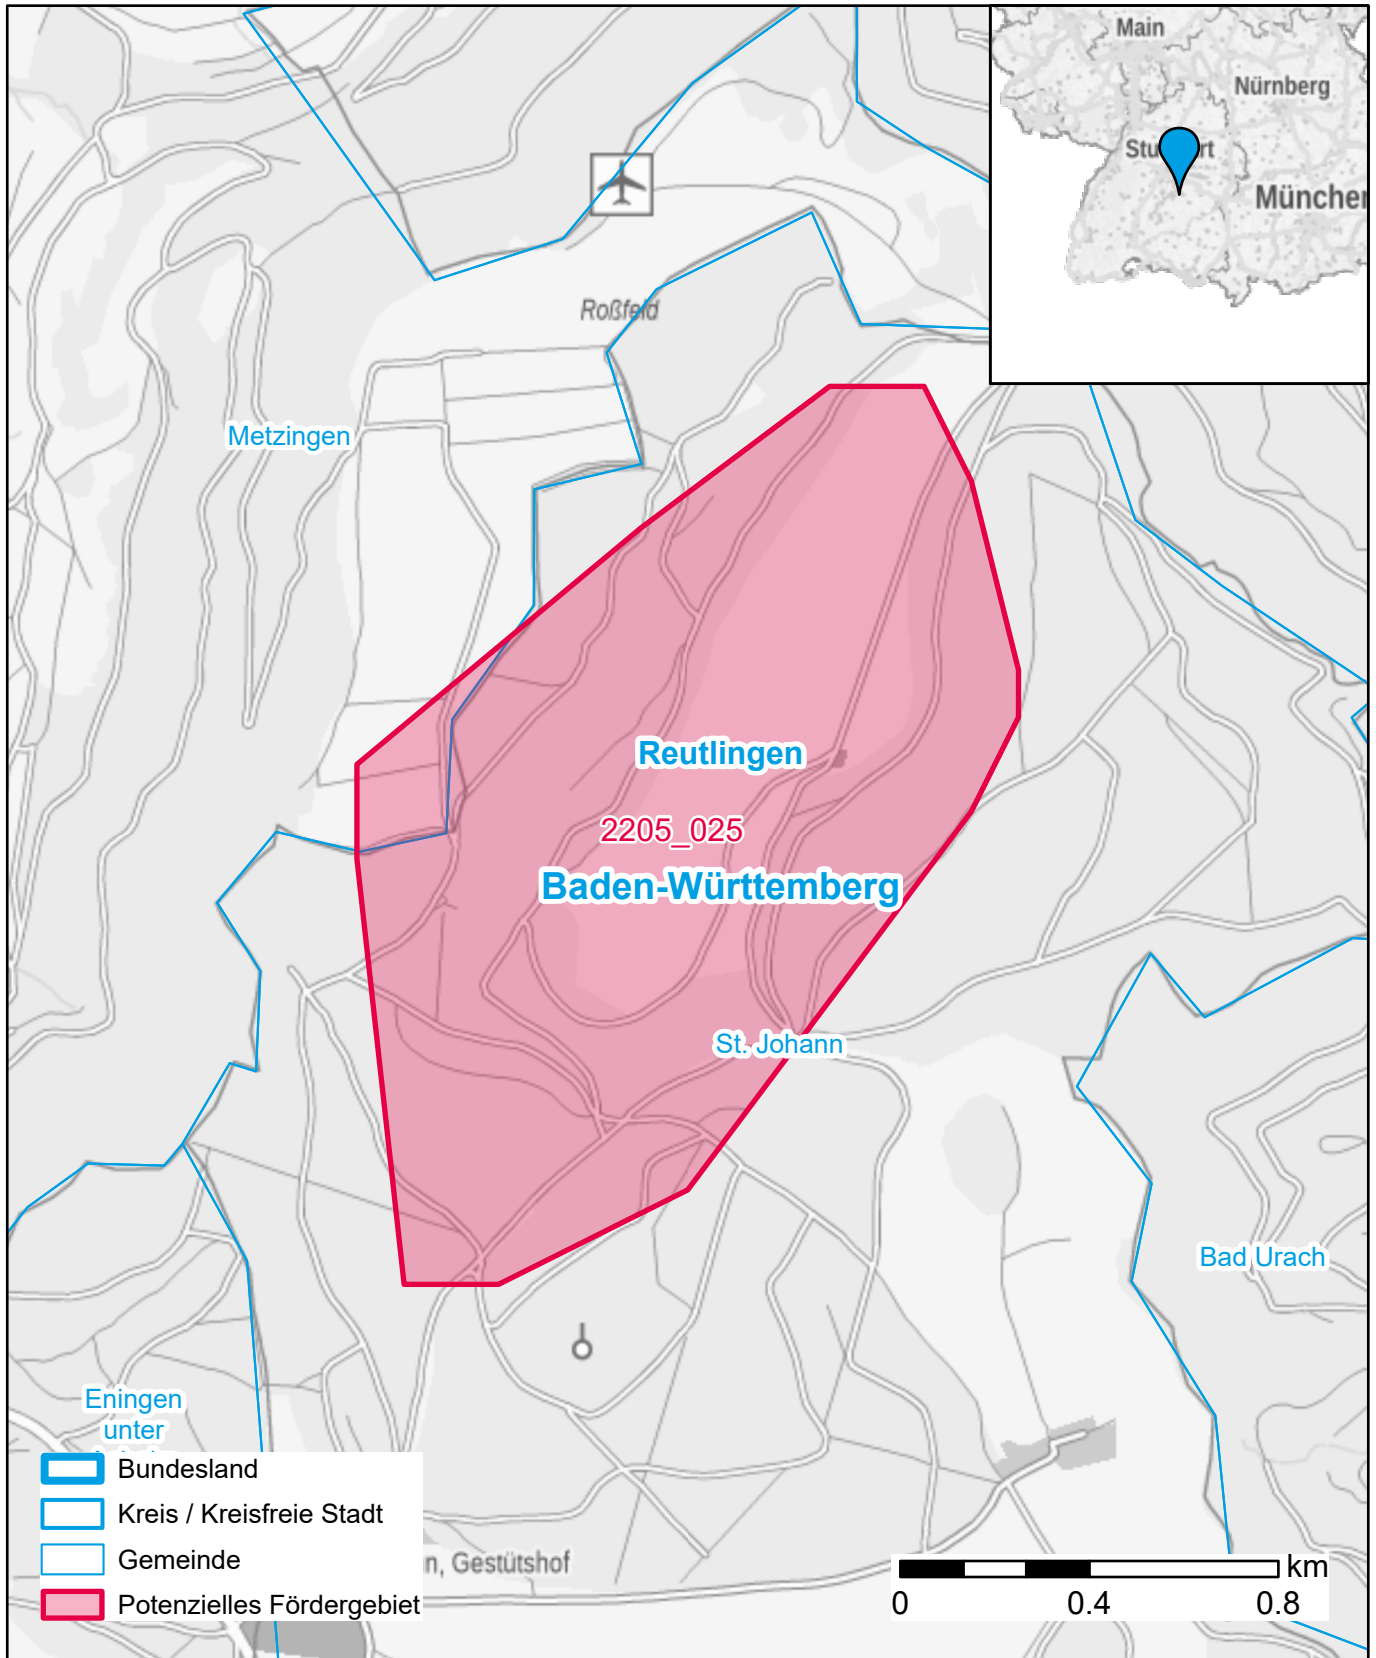 Main
Nürnberg
München
Roßfeld
Metzingen
Reutlingen
2205_025
Baden-Württemberg
St. Johann
Bad Urach
Eningen
unter
Bundesland
Kreis / Kreisfreie Stadt
Gemeinde
Potenzielles Fördergebiet
n, Gestütshof
km
0 0.4 0.8